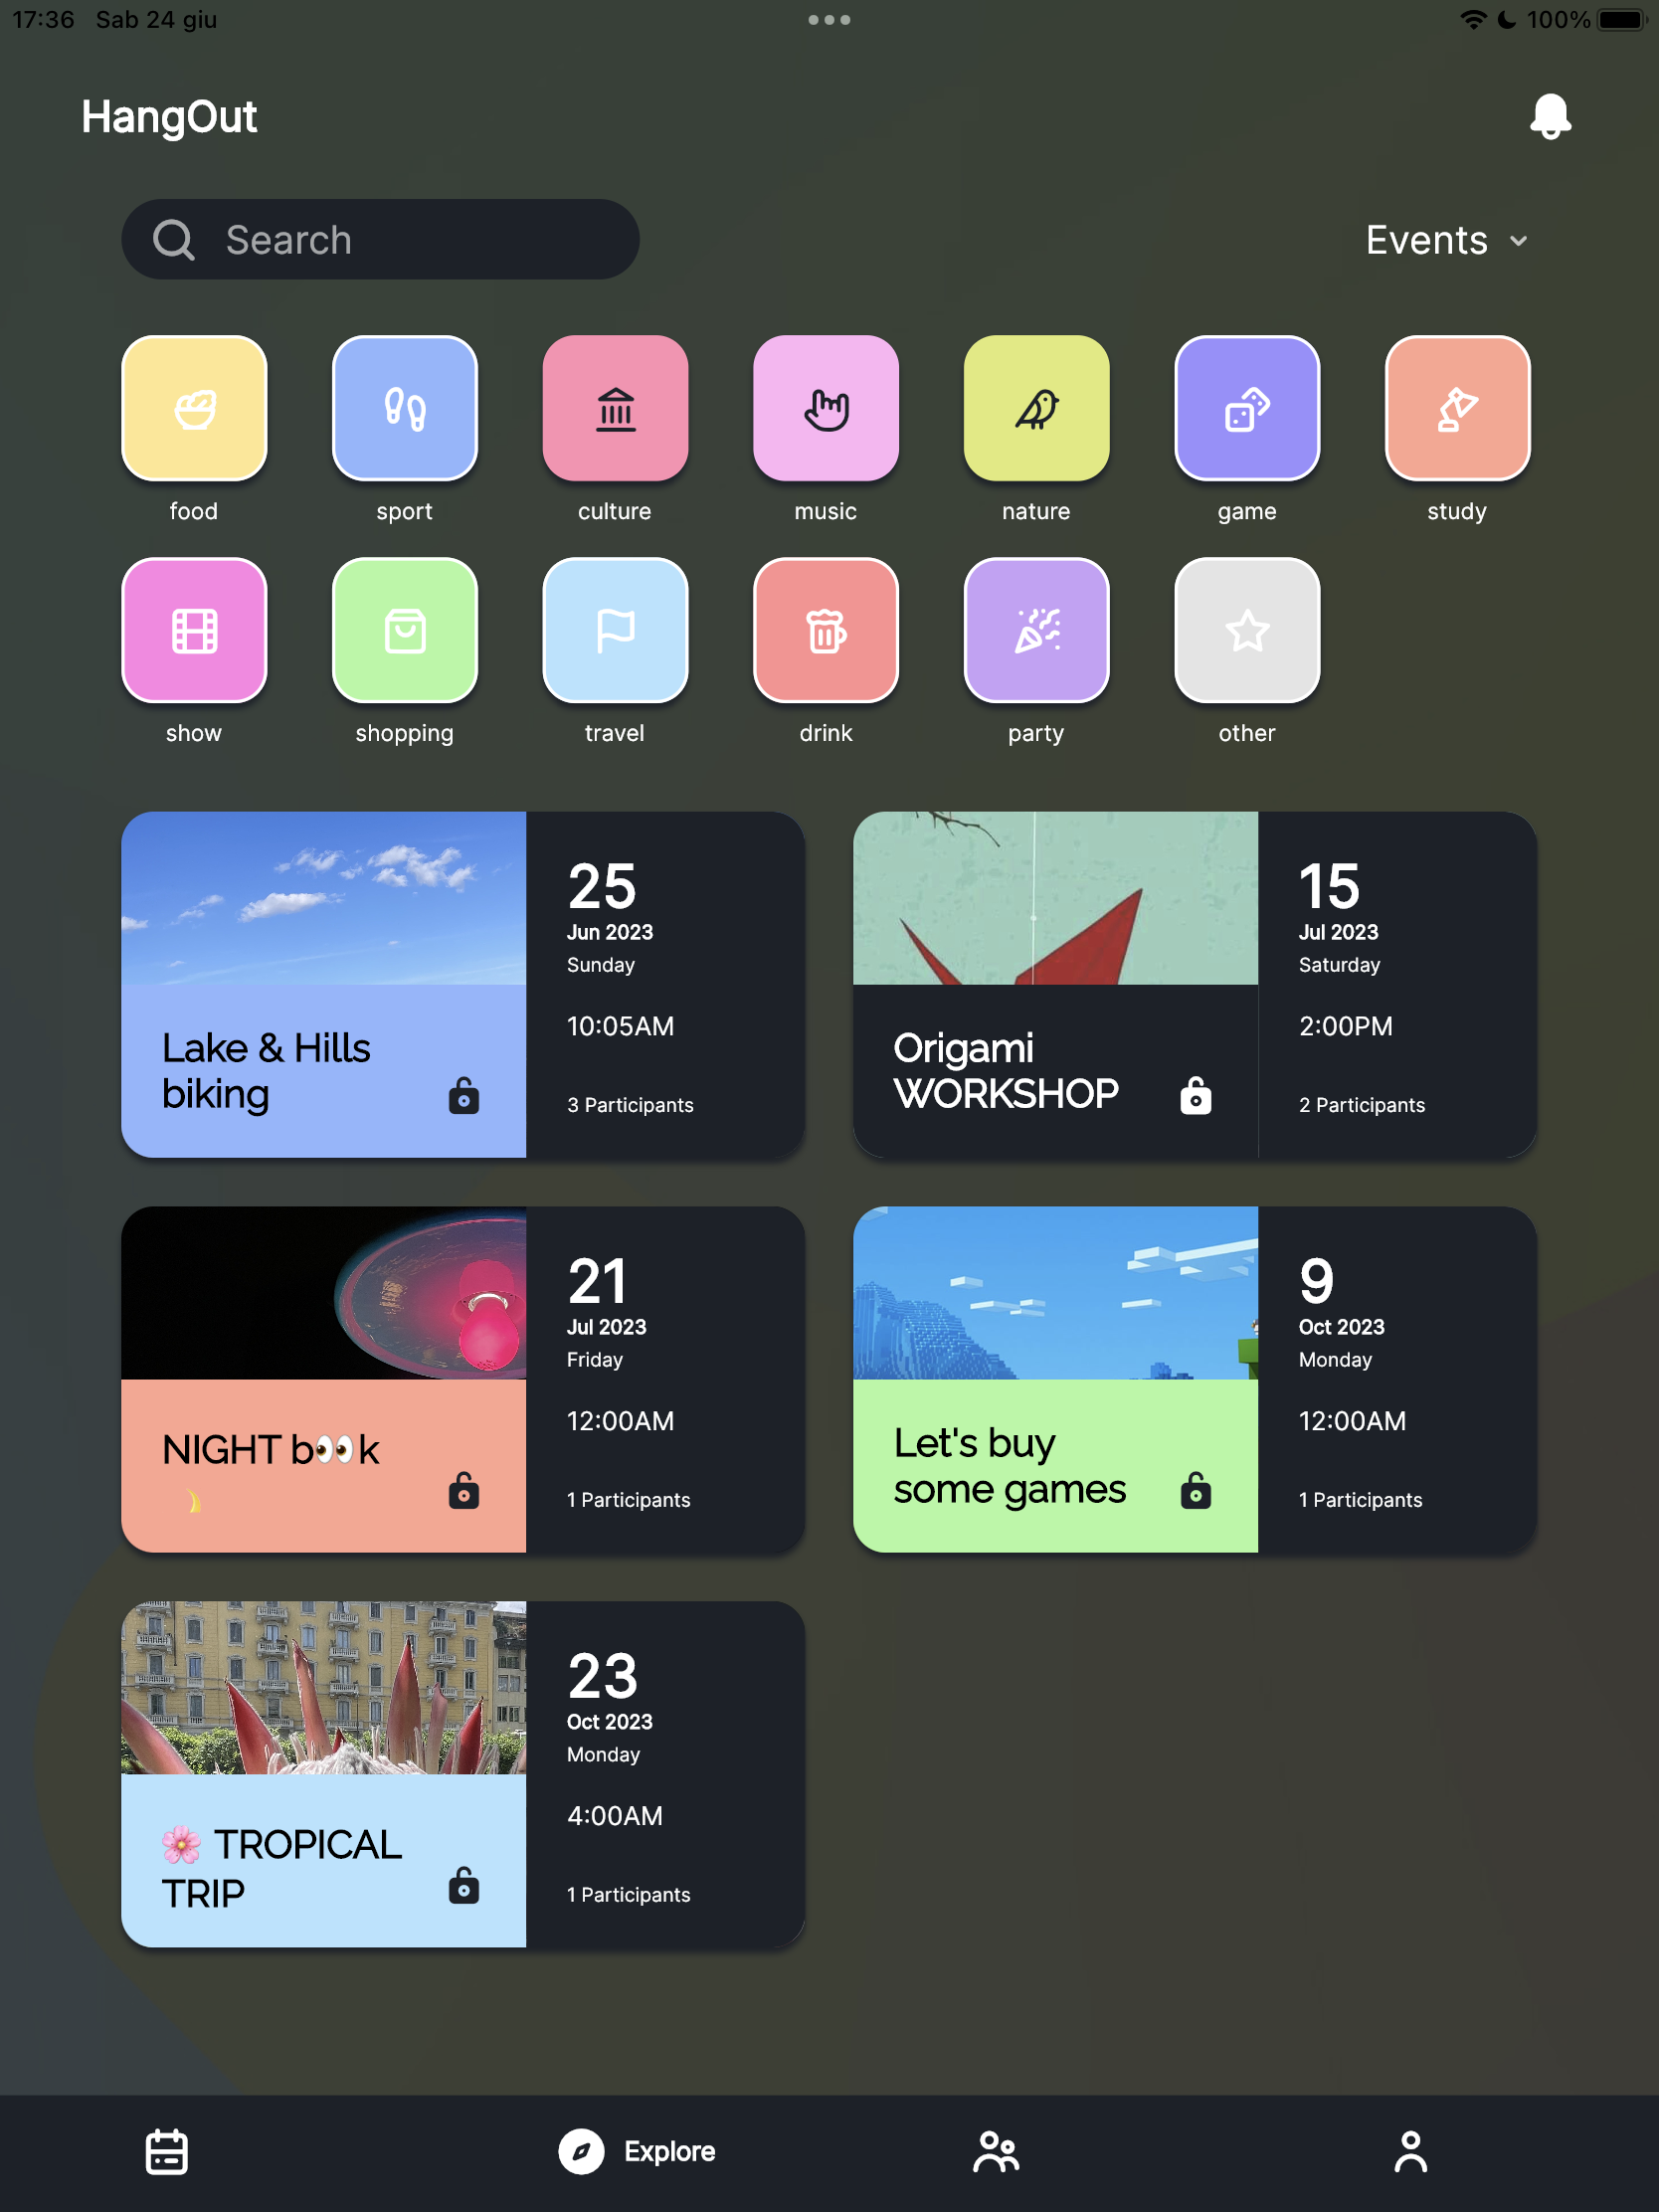 17:36 Sab 24 giu
100%
HangOut
Search
Events
food sport culture music nature game study
show shopping travel drink party other
25
Jun 2023
Sunday
10:05AM
3 Participants
Lake & Hills
biking
15
Jul 2023
Saturday
2:00PM
2 Participants
Origami
WORKSHOP
21
Jul 2023
Friday
12:00AM
1 Participants
NIGHT b👀k
🌛
9
Oct 2023
Monday
12:00AM
1 Participants
Let's buy
some games
23
Oct 2023
Monday
4:00AM
1 Participants
🌸 TROPICAL
TRIP
Explore